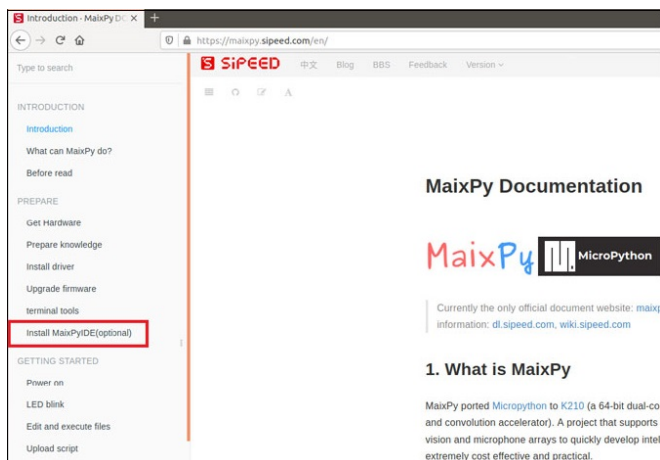 Introduction · MaixPy DO
https://maixpy.sipeed.com/en/
Type to search
INTRODUCTION
Introduction
What can MaixPy do?
Before read
PREPARE
Get Hardware
Prepare knowledge
Install driver
Upgrade firmware
terminal tools
Install MaixPyIDE(optional)
GETTING STARTED
Power on
LED blink
Edit and execute files
Upload script
SiPEED 中文 Blog BBS Feedback Version
A
MaixPy Documentation
MaixPy MicroPython
Currently the only official document website: maixp
information: dl.sipeed.com, wiki.sipeed.com
1. What is MaixPy
MaixPy ported Micropython to K210 (a 64-bit dual-co
and convolution accelerator). A project that supports
vision and microphone arrays to quickly develop intel
extremely cost effective and practical.